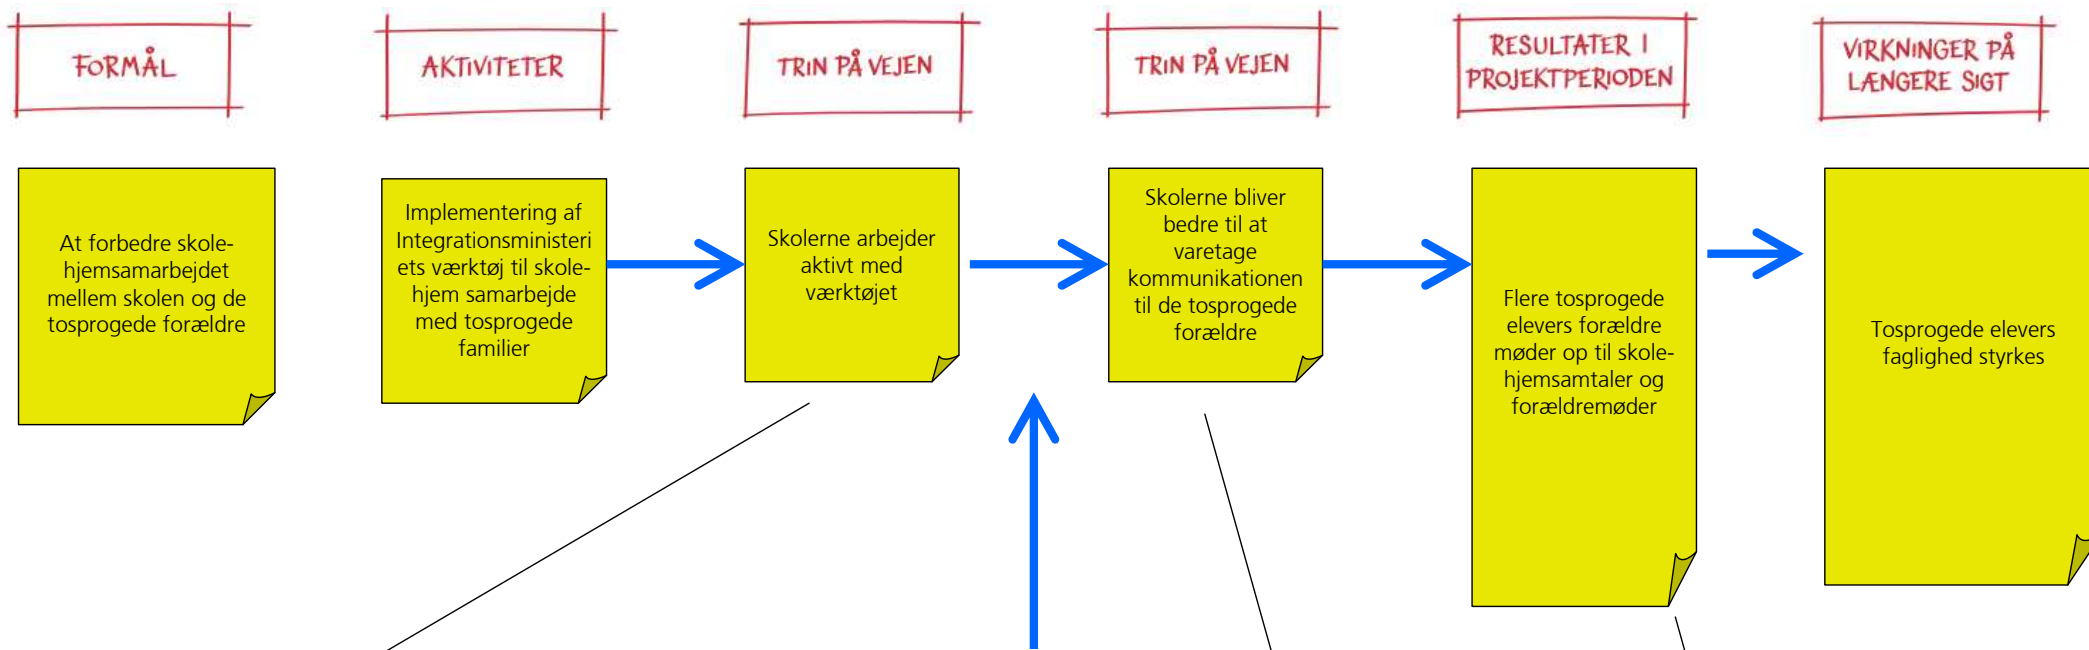 FORMÅL
AKTIVITETER
TRIN PÅ VEJEN
TRIN PÅ VEJEN
RESULTATER I
PROJEKTPERIODEN
VIRKNINGER PÅ
LÆNGERE SIGT
At forbedre skole-
hjemsamarbejdet
mellem skolen og de
tosprogede forældre
Implementering af
Integrationsministeri
ets værktøj til skole-
hjem samarbejde
med tosprogede
familier
Skolerne arbejder
aktivt med
værktøjet
Skolerne bliver
bedre til at
varetage
kommunikationen
til de tosprogede
forældre
Flere tosprogede
elevers forældre
møder op til skole-
hjemsamtaler og
forældremøder
Tosprogede elevers
faglighed styrkes